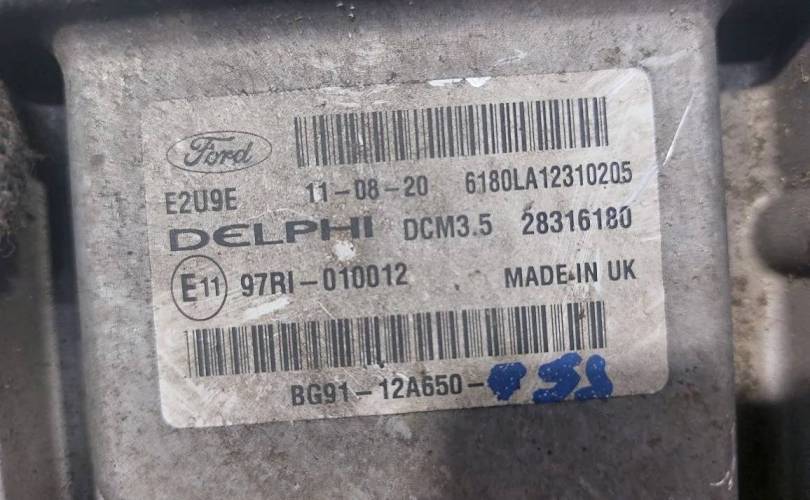 Ford
E2U9E 11-08-20 6180LA12310205
DELPHI DCM3.5 28316180
E11 97RI-010012 MADE IN UK
BG91-12A650-